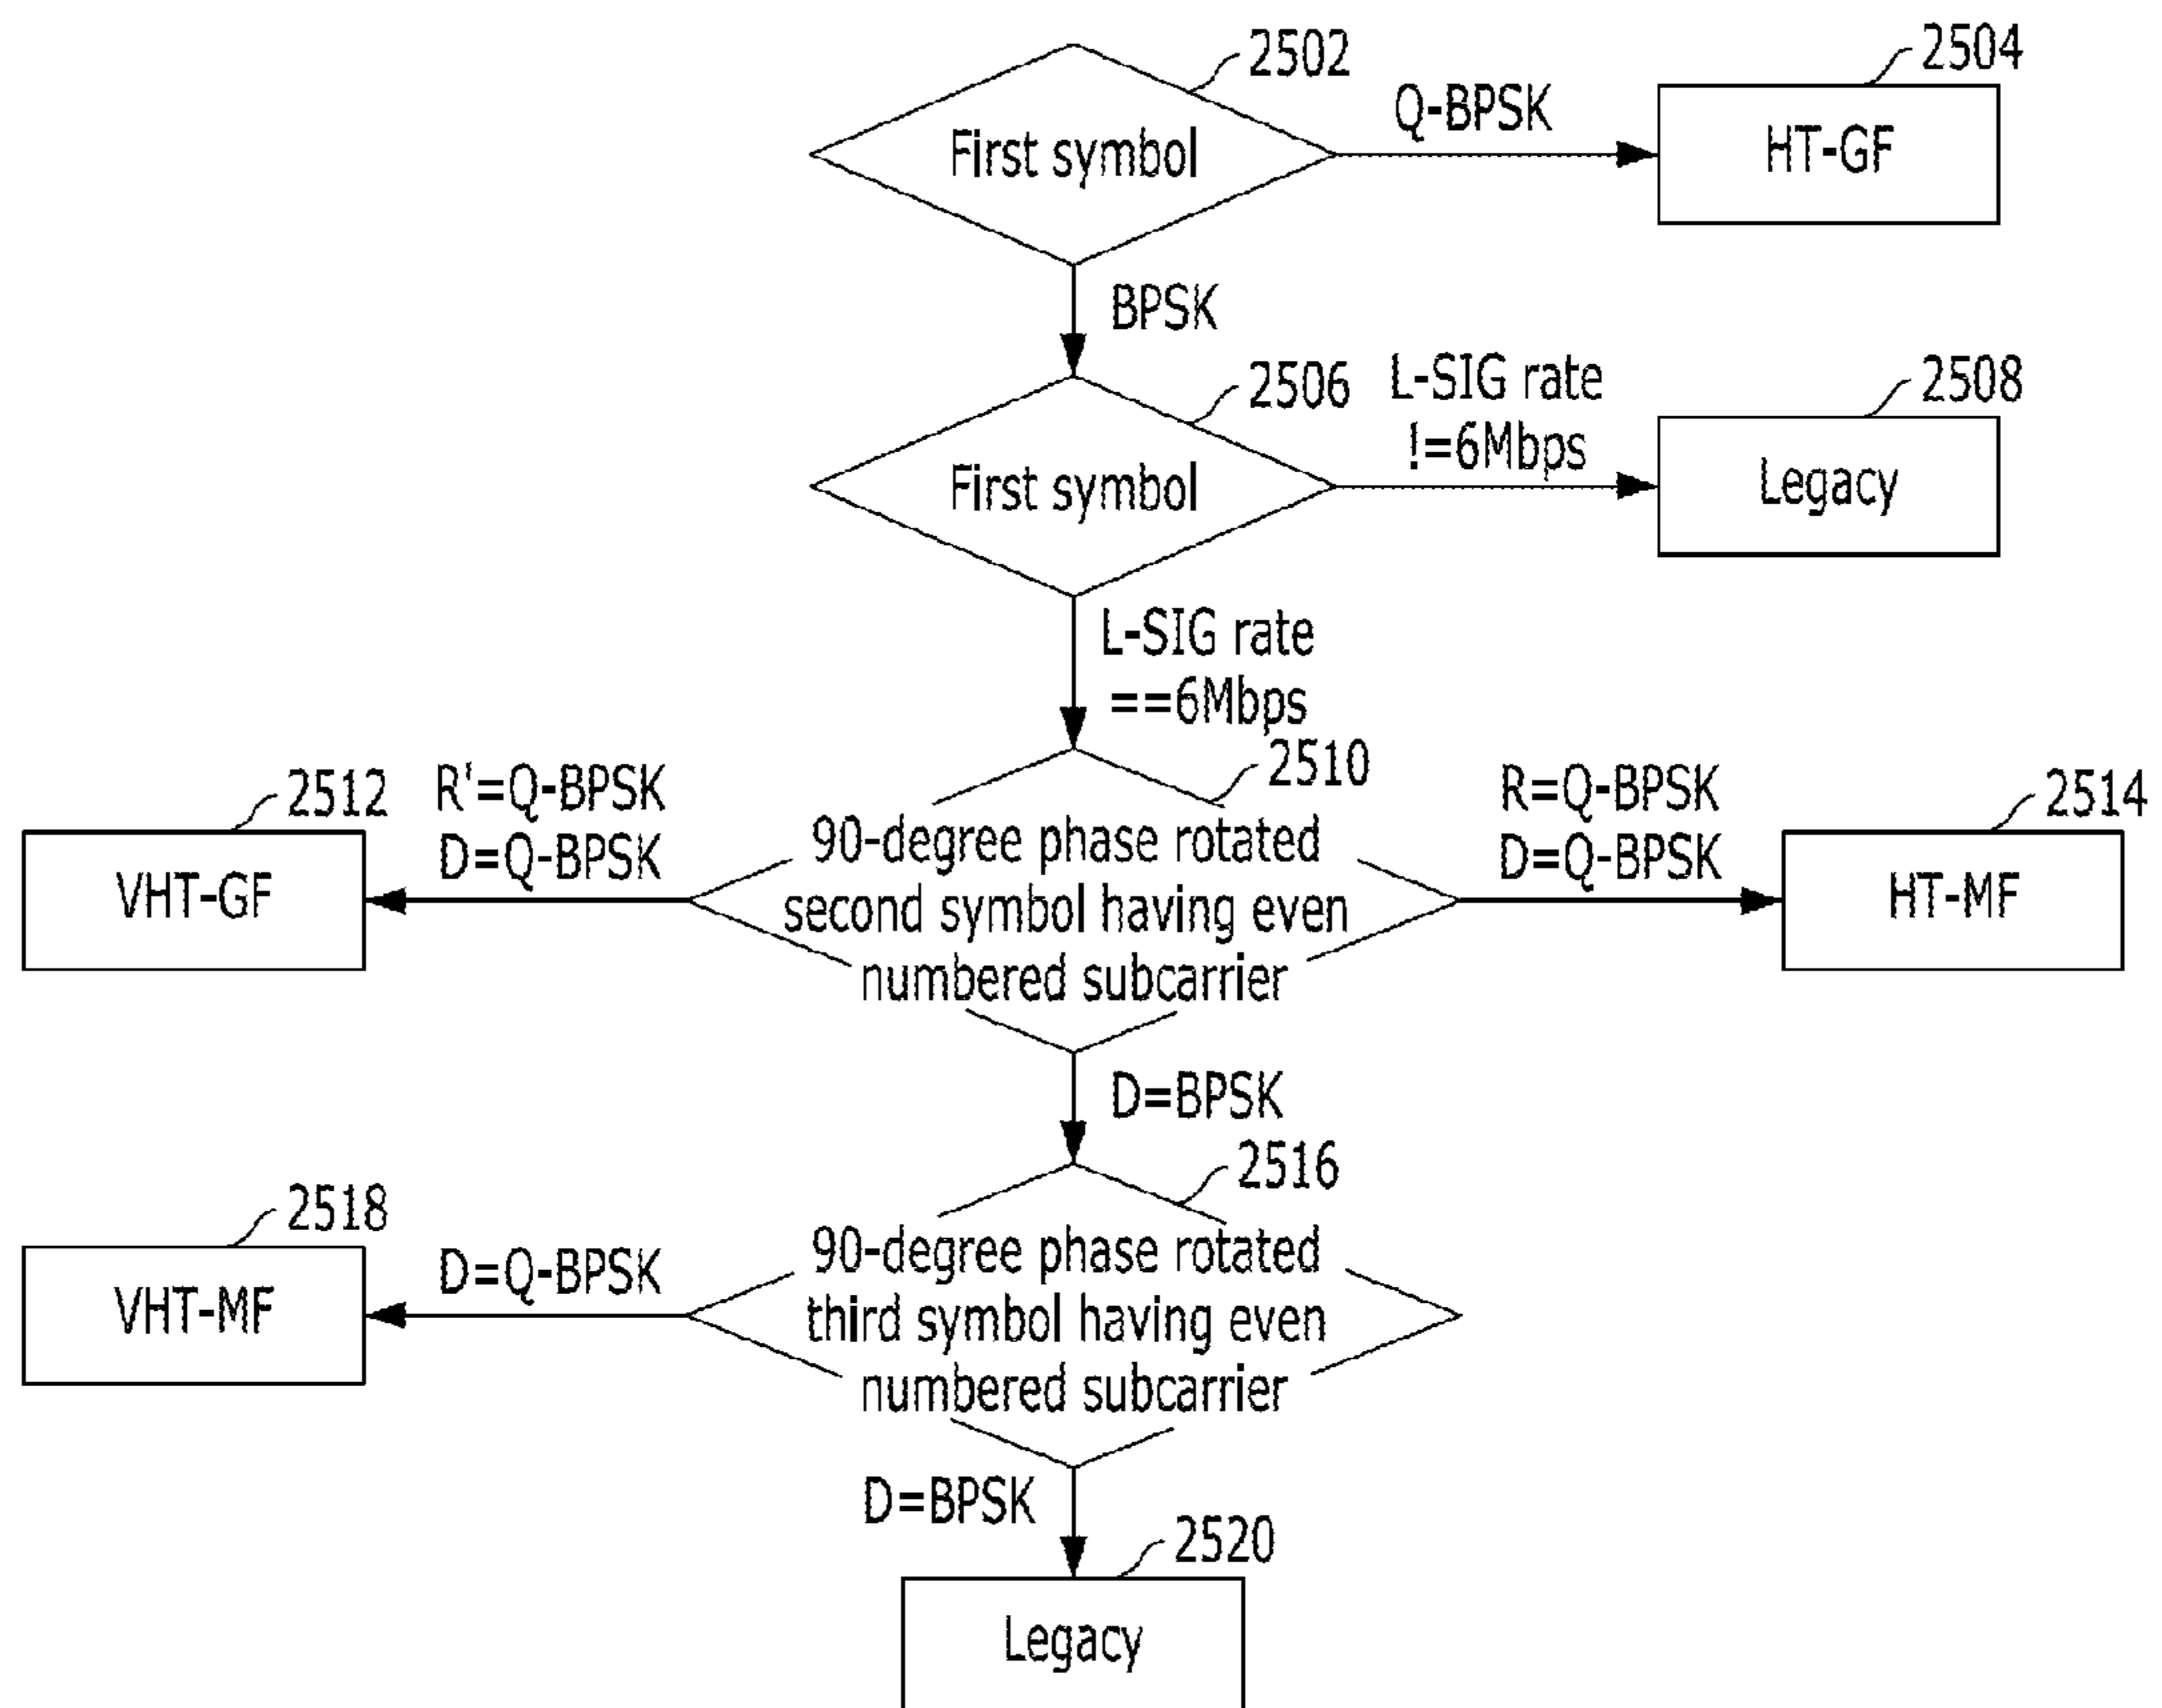 2502
First symbol
Q-BPSK
2504
HT-GF
BPSK
2506
First symbol
L-SIG rate
!=6Mbps
2508
Legacy
L-SIG rate
==6Mbps
2510
90-degree phase rotated
second symbol having even
numbered subcarrier
R'=Q-BPSK
D=Q-BPSK
2512
VHT-GF
R=Q-BPSK
D=Q-BPSK
2514
HT-MF
D=BPSK
2516
90-degree phase rotated
third symbol having even
numbered subcarrier
D=Q-BPSK
2518
VHT-MF
D=BPSK
2520
Legacy